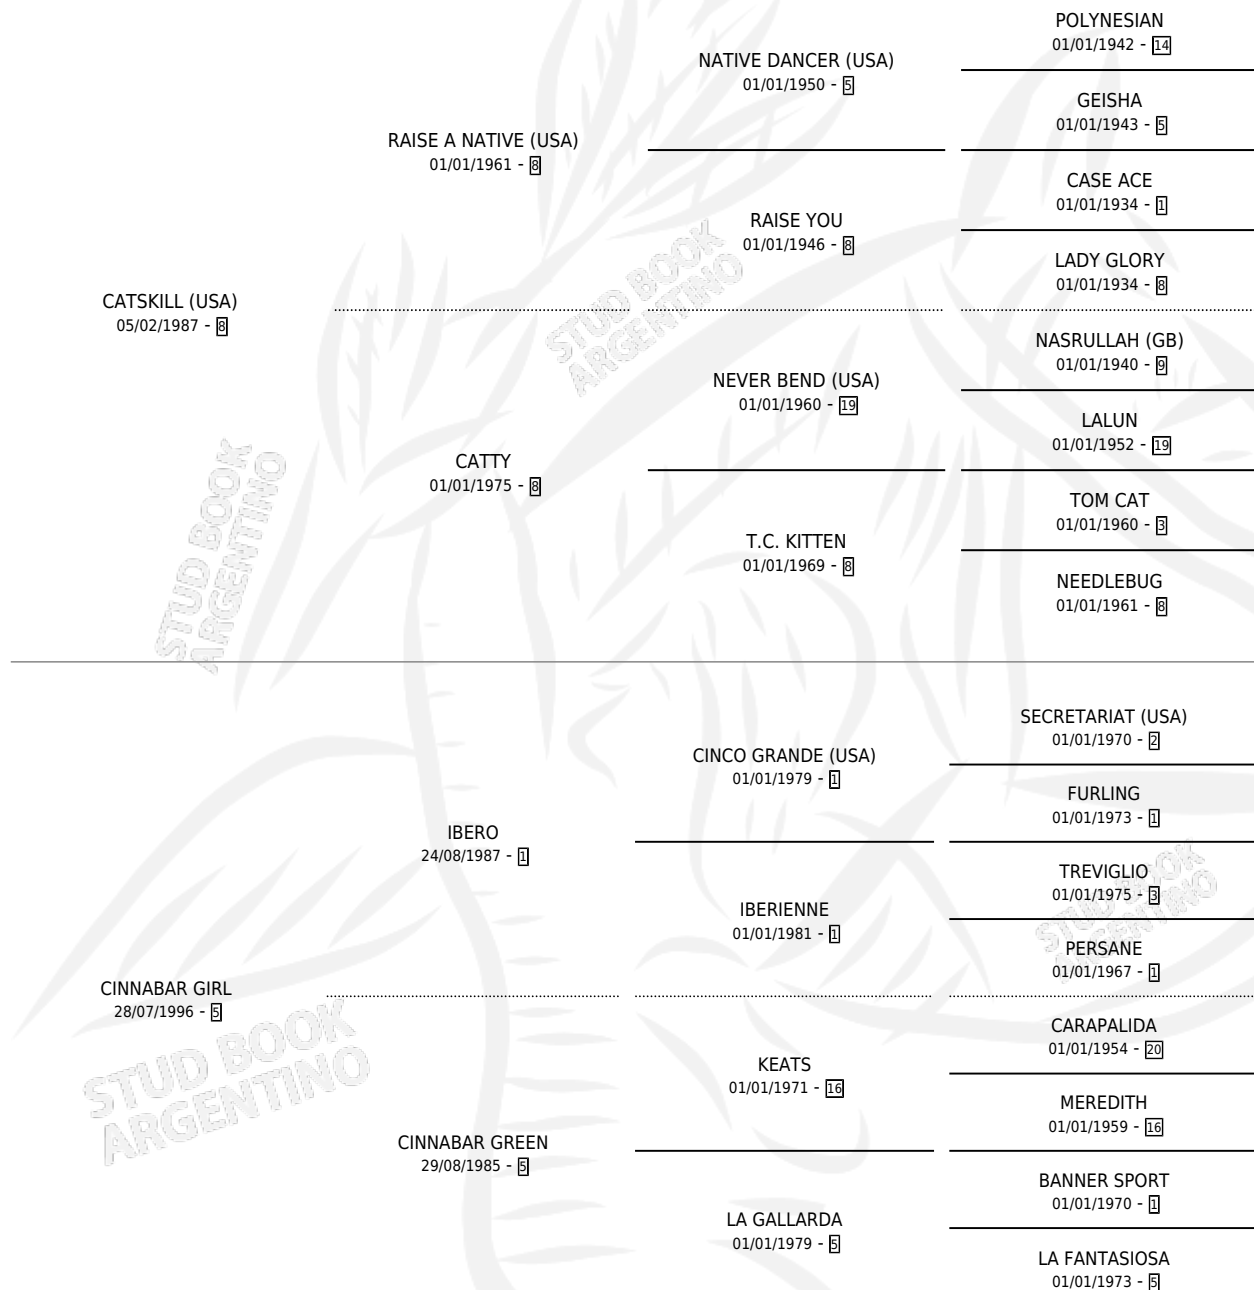 POLYNESIAN
01/01/1942 - 14
NATIVE DANCER (USA)
01/01/1950 - 5
GEISHA
01/01/1943 - 5
RAISE A NATIVE (USA)
01/01/1961 - 8
CASE ACE
01/01/1934 - 1
RAISE YOU
01/01/1946 - 8
LADY GLORY
01/01/1934 - 8
CATSKILL (USA)
05/02/1987 - 8
STUD BOOK
ARGENTINO
NASRULLAH (GB)
01/01/1940 - 9
NEVER BEND (USA)
01/01/1960 - 19
LALUN
01/01/1952 - 19
CATTY
01/01/1975 - 8
TOM CAT
01/01/1960 - 3
T.C. KITTEN
01/01/1969 - 8
NEEDLEBUG
01/01/1961 - 8
STUD BOOK
ARGENTINO
SECRETARIAT (USA)
01/01/1970 - 2
CINCO GRANDE (USA)
01/01/1979 - 1
FURLING
01/01/1973 - 1
IBERO
24/08/1987 - 1
TREVIGLIO
01/01/1975 - 3
IBERIENNE
01/01/1981 - 1
PERSANE
01/01/1967 - 1
STUD BOOK
ARGENTINO
CINNABAR GIRL
28/07/1996 - 5
CARAPALIDA
01/01/1954 - 20
KEATS
01/01/1971 - 16
MEREDITH
01/01/1959 - 16
STUD BOOK
ARGENTINO
CINNABAR GREEN
29/08/1985 - 5
BANNER SPORT
01/01/1970 - 1
LA GALLARDA
01/01/1979 - 5
LA FANTASIOSA
01/01/1973 - 5